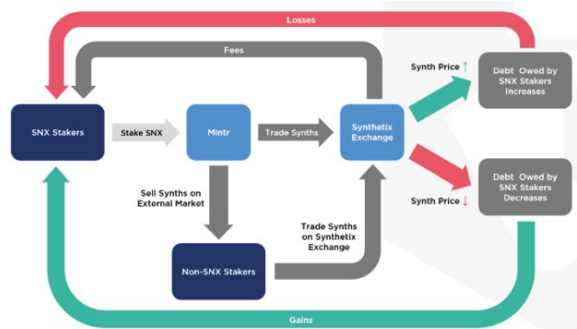 Losses
Fees
Synth Price ↑
Debt Owed by
SNX Stakers
Increases
SNX Stakers
Stake SNX
Mintr
Trade Synths
Synthetix
Exchange
Sell Synths on
External Market
Synth Price ↓
Debt Owed by
SNX Stakers
Decreases
Trade Synths
on Synthetix
Exchange
Non-SNX Stakers
Gains